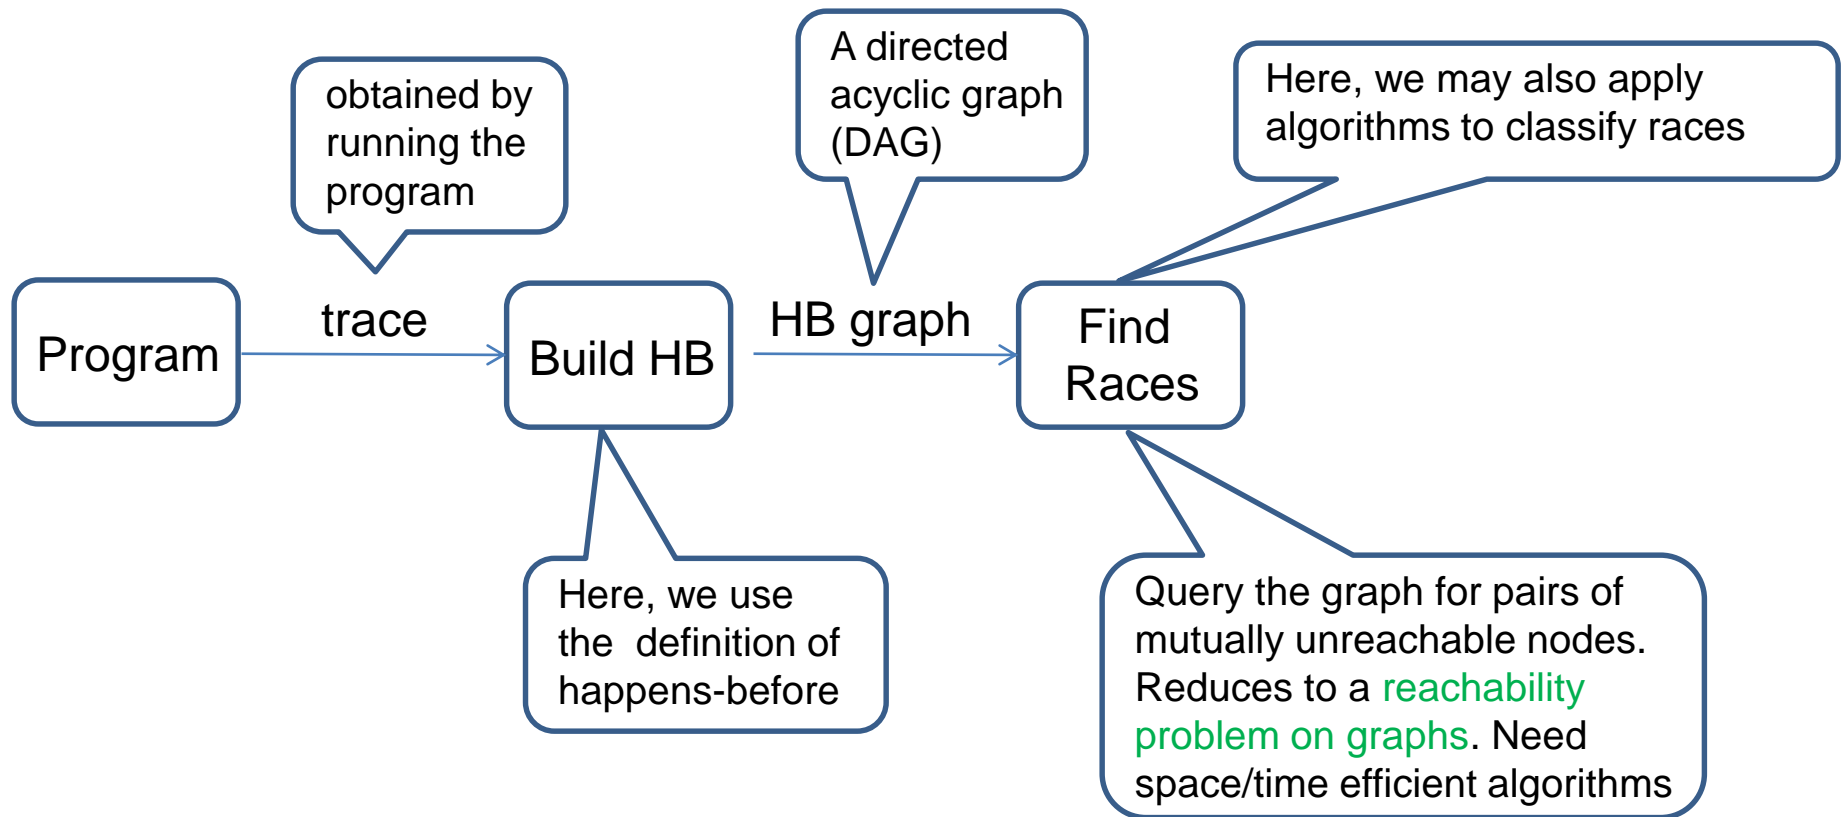 obtained by
running the
program
A directed
acyclic graph
(DAG)
Here, we may also apply
algorithms to classify races
Program
trace
Build HB
HB graph
Find
Races
Here, we use
the  definition of
happens-before
Query the graph for pairs of
mutually unreachable nodes.
Reduces to a reachability
problem on graphs. Need
space/time efficient algorithms